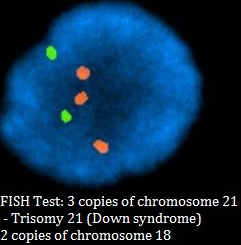 FISH Test: 3 copies of chromosome 21
- Trisomy 21 (Down syndrome)
2 copies of chromosome 18